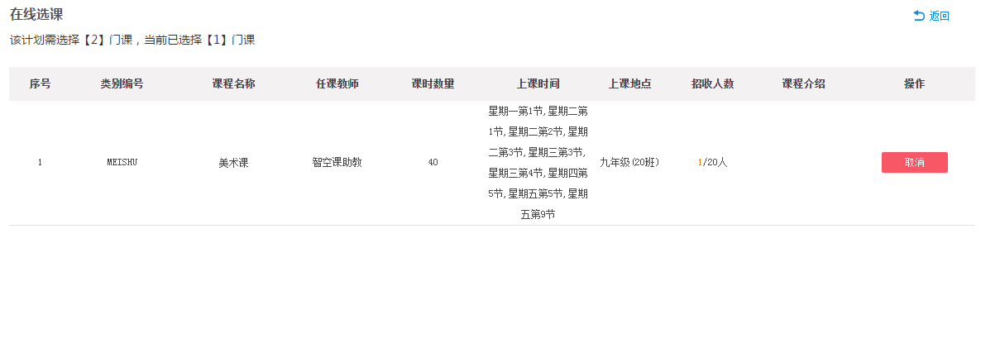 在线选课
返回
该计划需选择【2】门课，当前已选择【1】门课
序号 类别编号 课程名称 任课教师 课时数量 上课时间 上课地点 招收人数 课程介绍 操作
星期一第1节,星期二第
1节,星期二第2节,星期
二第3节,星期三第3节,
1 MEISHU 美术课 智空课助教 40 九年级(20班) 1/20人 取消
星期三第4节,星期四第
5节,星期五第5节,星期
五第9节